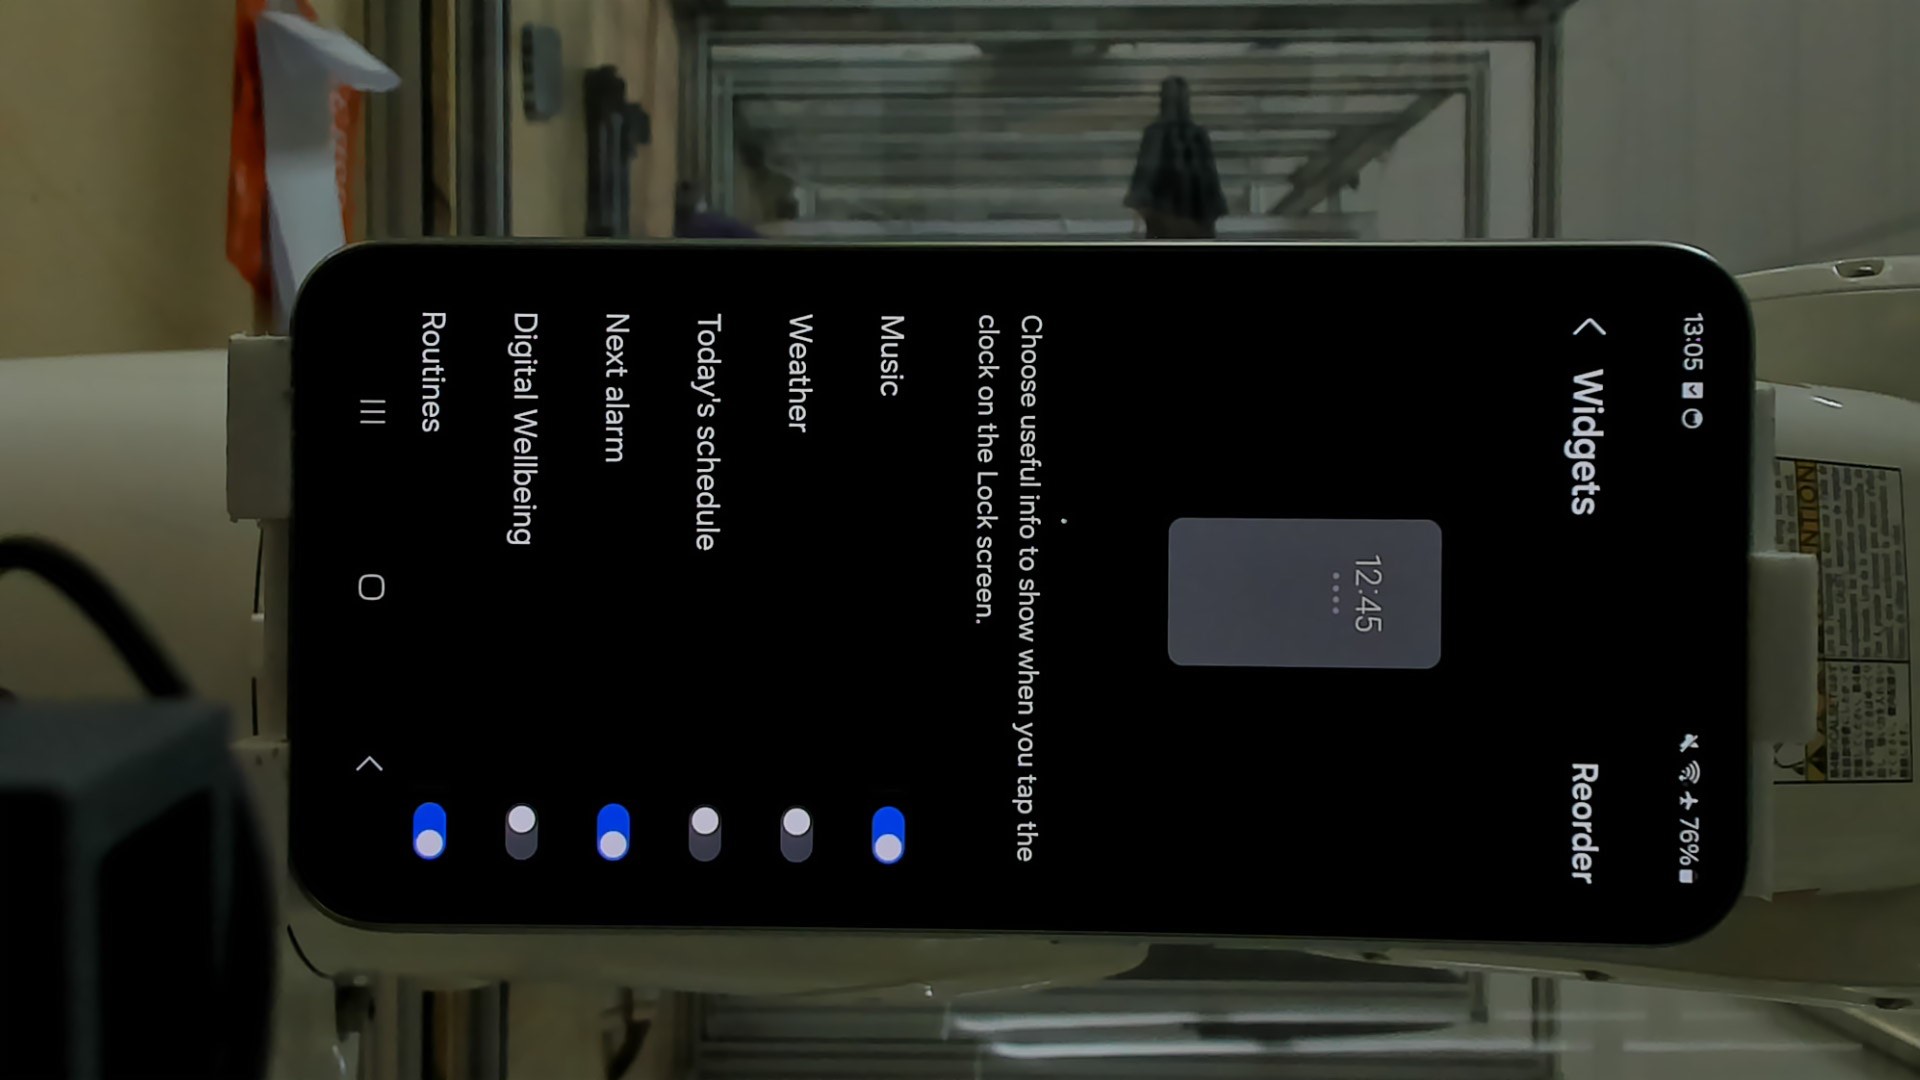 13:05
76%
Widgets
Reorder
12:45
Choose useful info to show when you tap the
clock on the Lock screen.
Music
Weather
Today's schedule
Next alarm
Digital Wellbeing
Routines